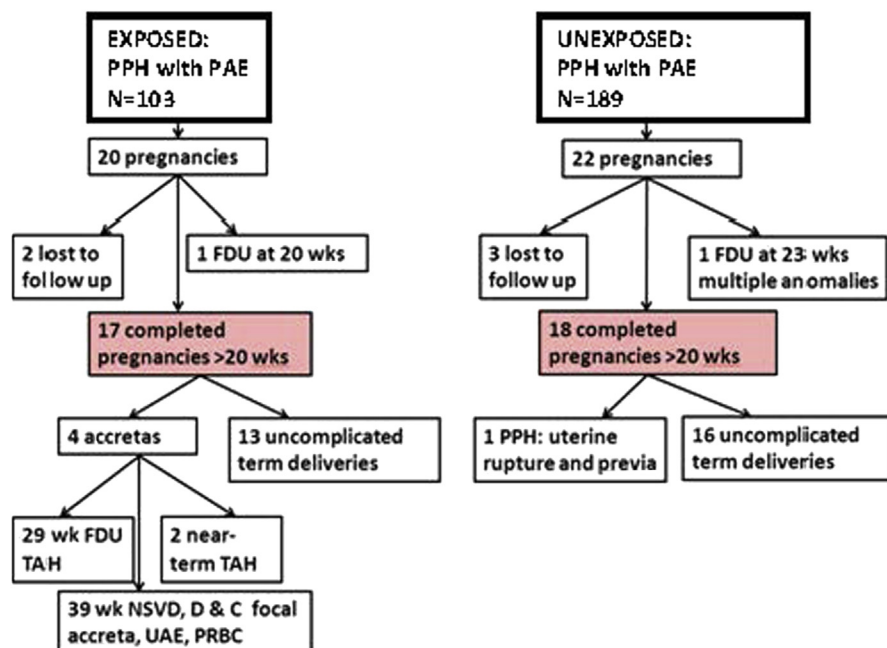 EXPOSED:
PPH with PAE
N=103
20 pregnancies
2 lost to
follow up
1 FDU at 20 wks
17 completed
pregnancies >20 wks
4 accretas
13 uncomplicated
term deliveries
29 wk FDU
TAH
2 near-
term TAH
39 wk NSVD, D & C focal
accreta, UAE, PRBC
UNEXPOSED:
PPH with PAE
N=189
22 pregnancies
3 lost to
follow up
1 FDU at 23: wks
multiple anomalies
18 completed
pregnancies >20 wks
1 PPH: uterine
rupture and previa
16 uncomplicated
term deliveries